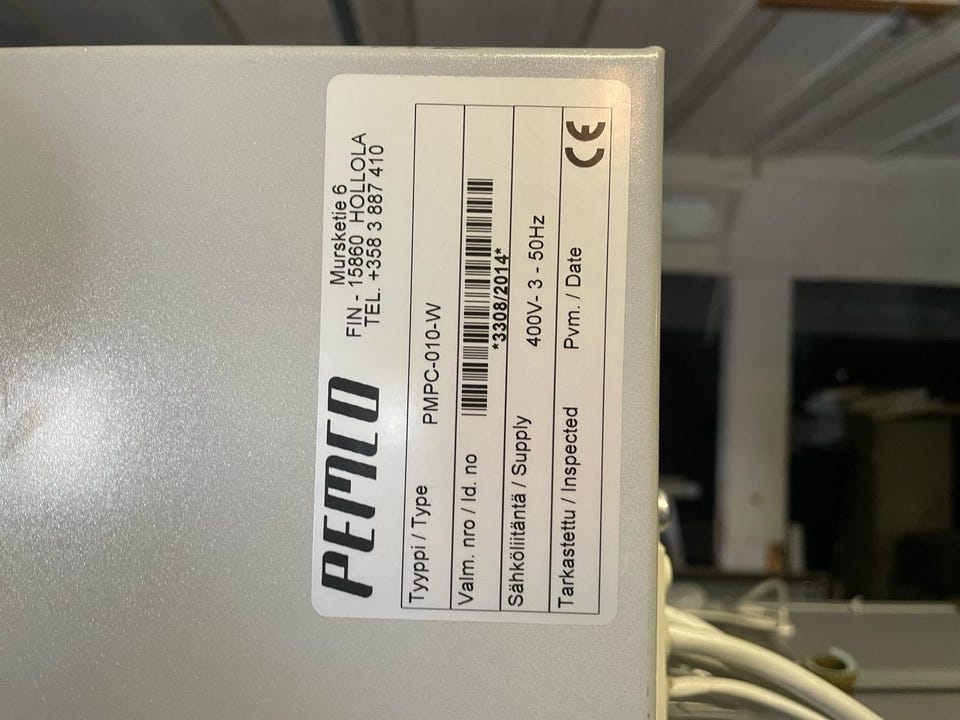 PEMCO
Mursketie 6
FIN - 15860 HOLLOLA
TEL. +358 3 887 410
Tyyppi / Type PMPC-010-W
Valm. nro / Id. no *3308/2014*
Sähköliitäntä / Supply 400V- 3 - 50Hz
Tarkastettu / Inspected Pvm. / Date CE